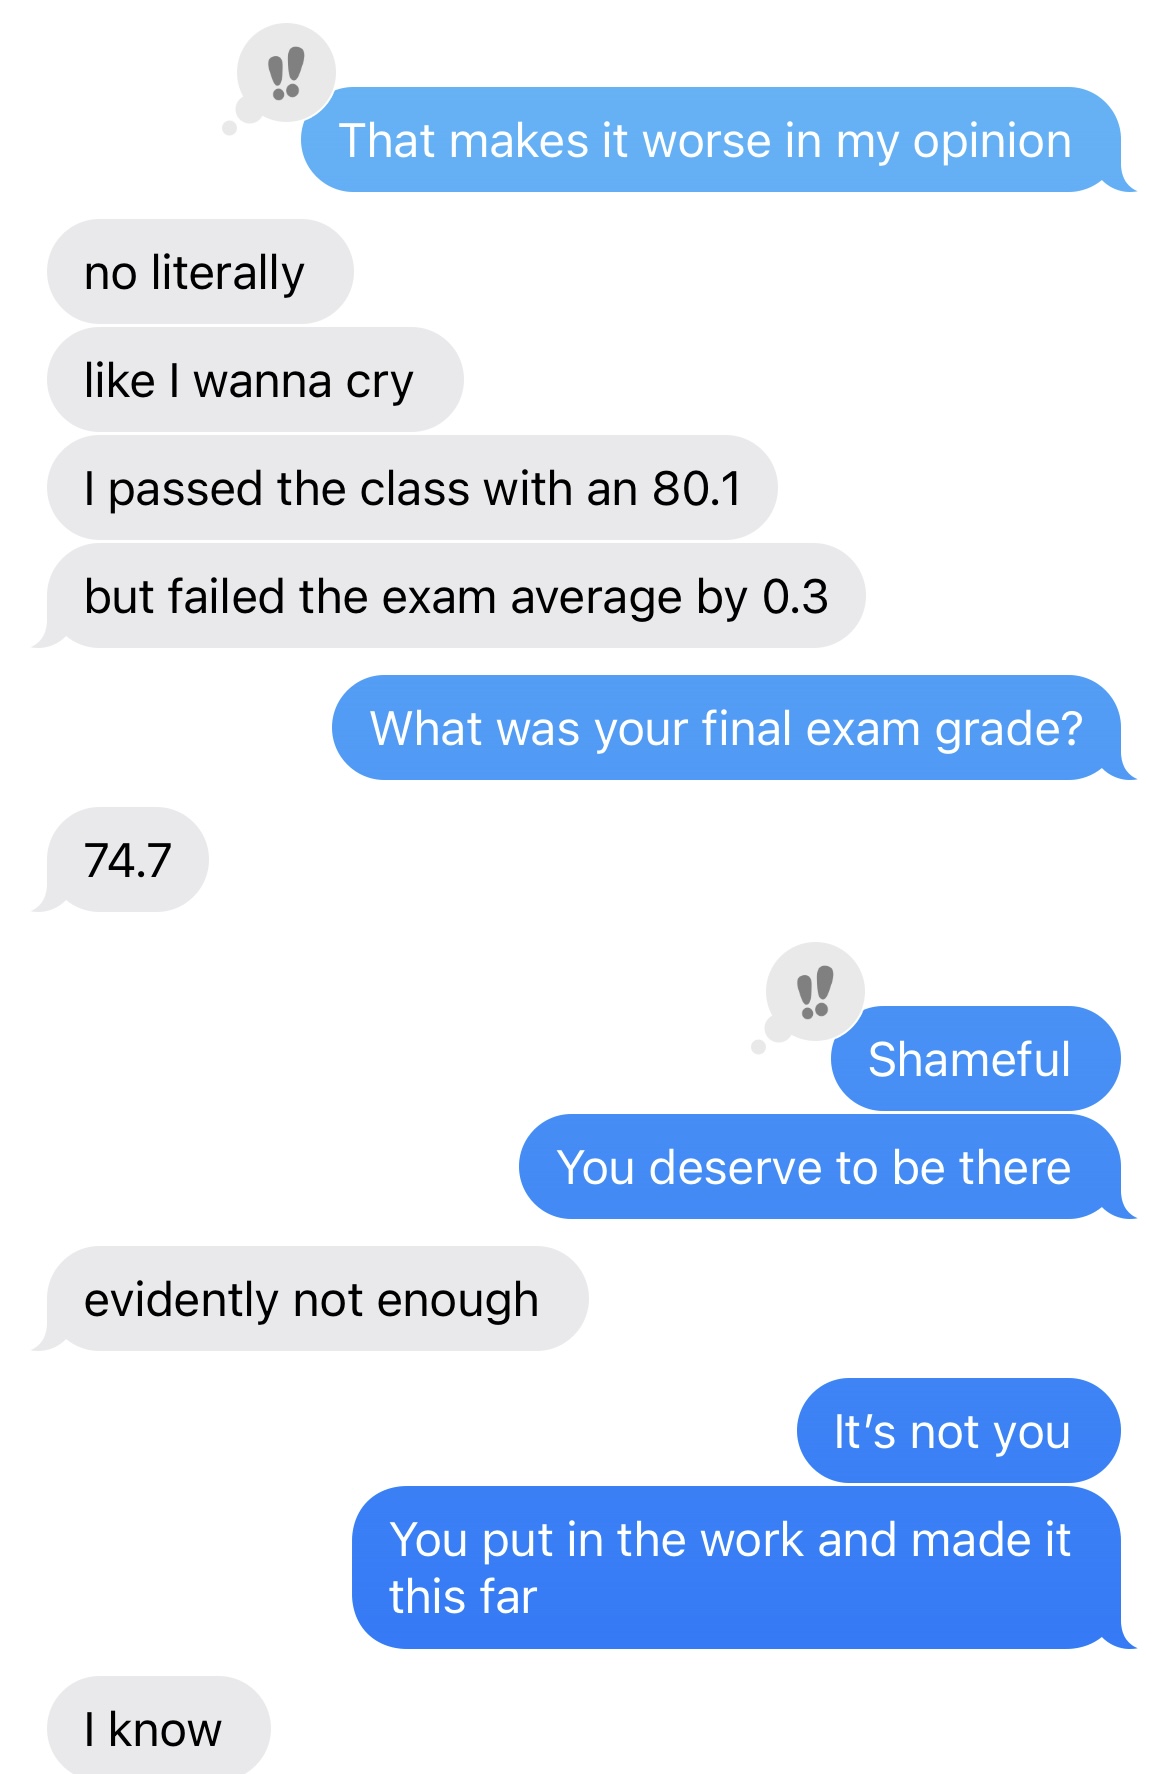 That makes it worse in my opinion
no literally
like I wanna cry
I passed the class with an 80.1
but failed the exam average by 0.3
What was your final exam grade?
74.7
Shameful
You deserve to be there
evidently not enough
It’s not you
You put in the work and made it
this far
I know